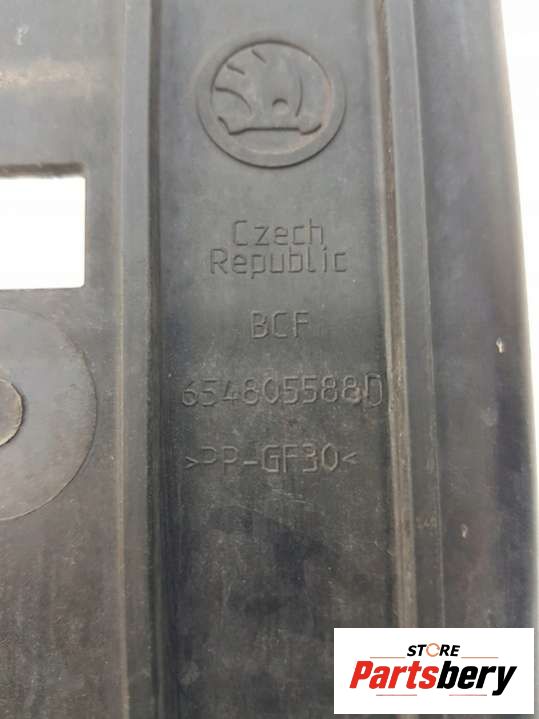 Czech
Republic
BCF
654805588D
>PP-GF30<
STORE
Partsbery